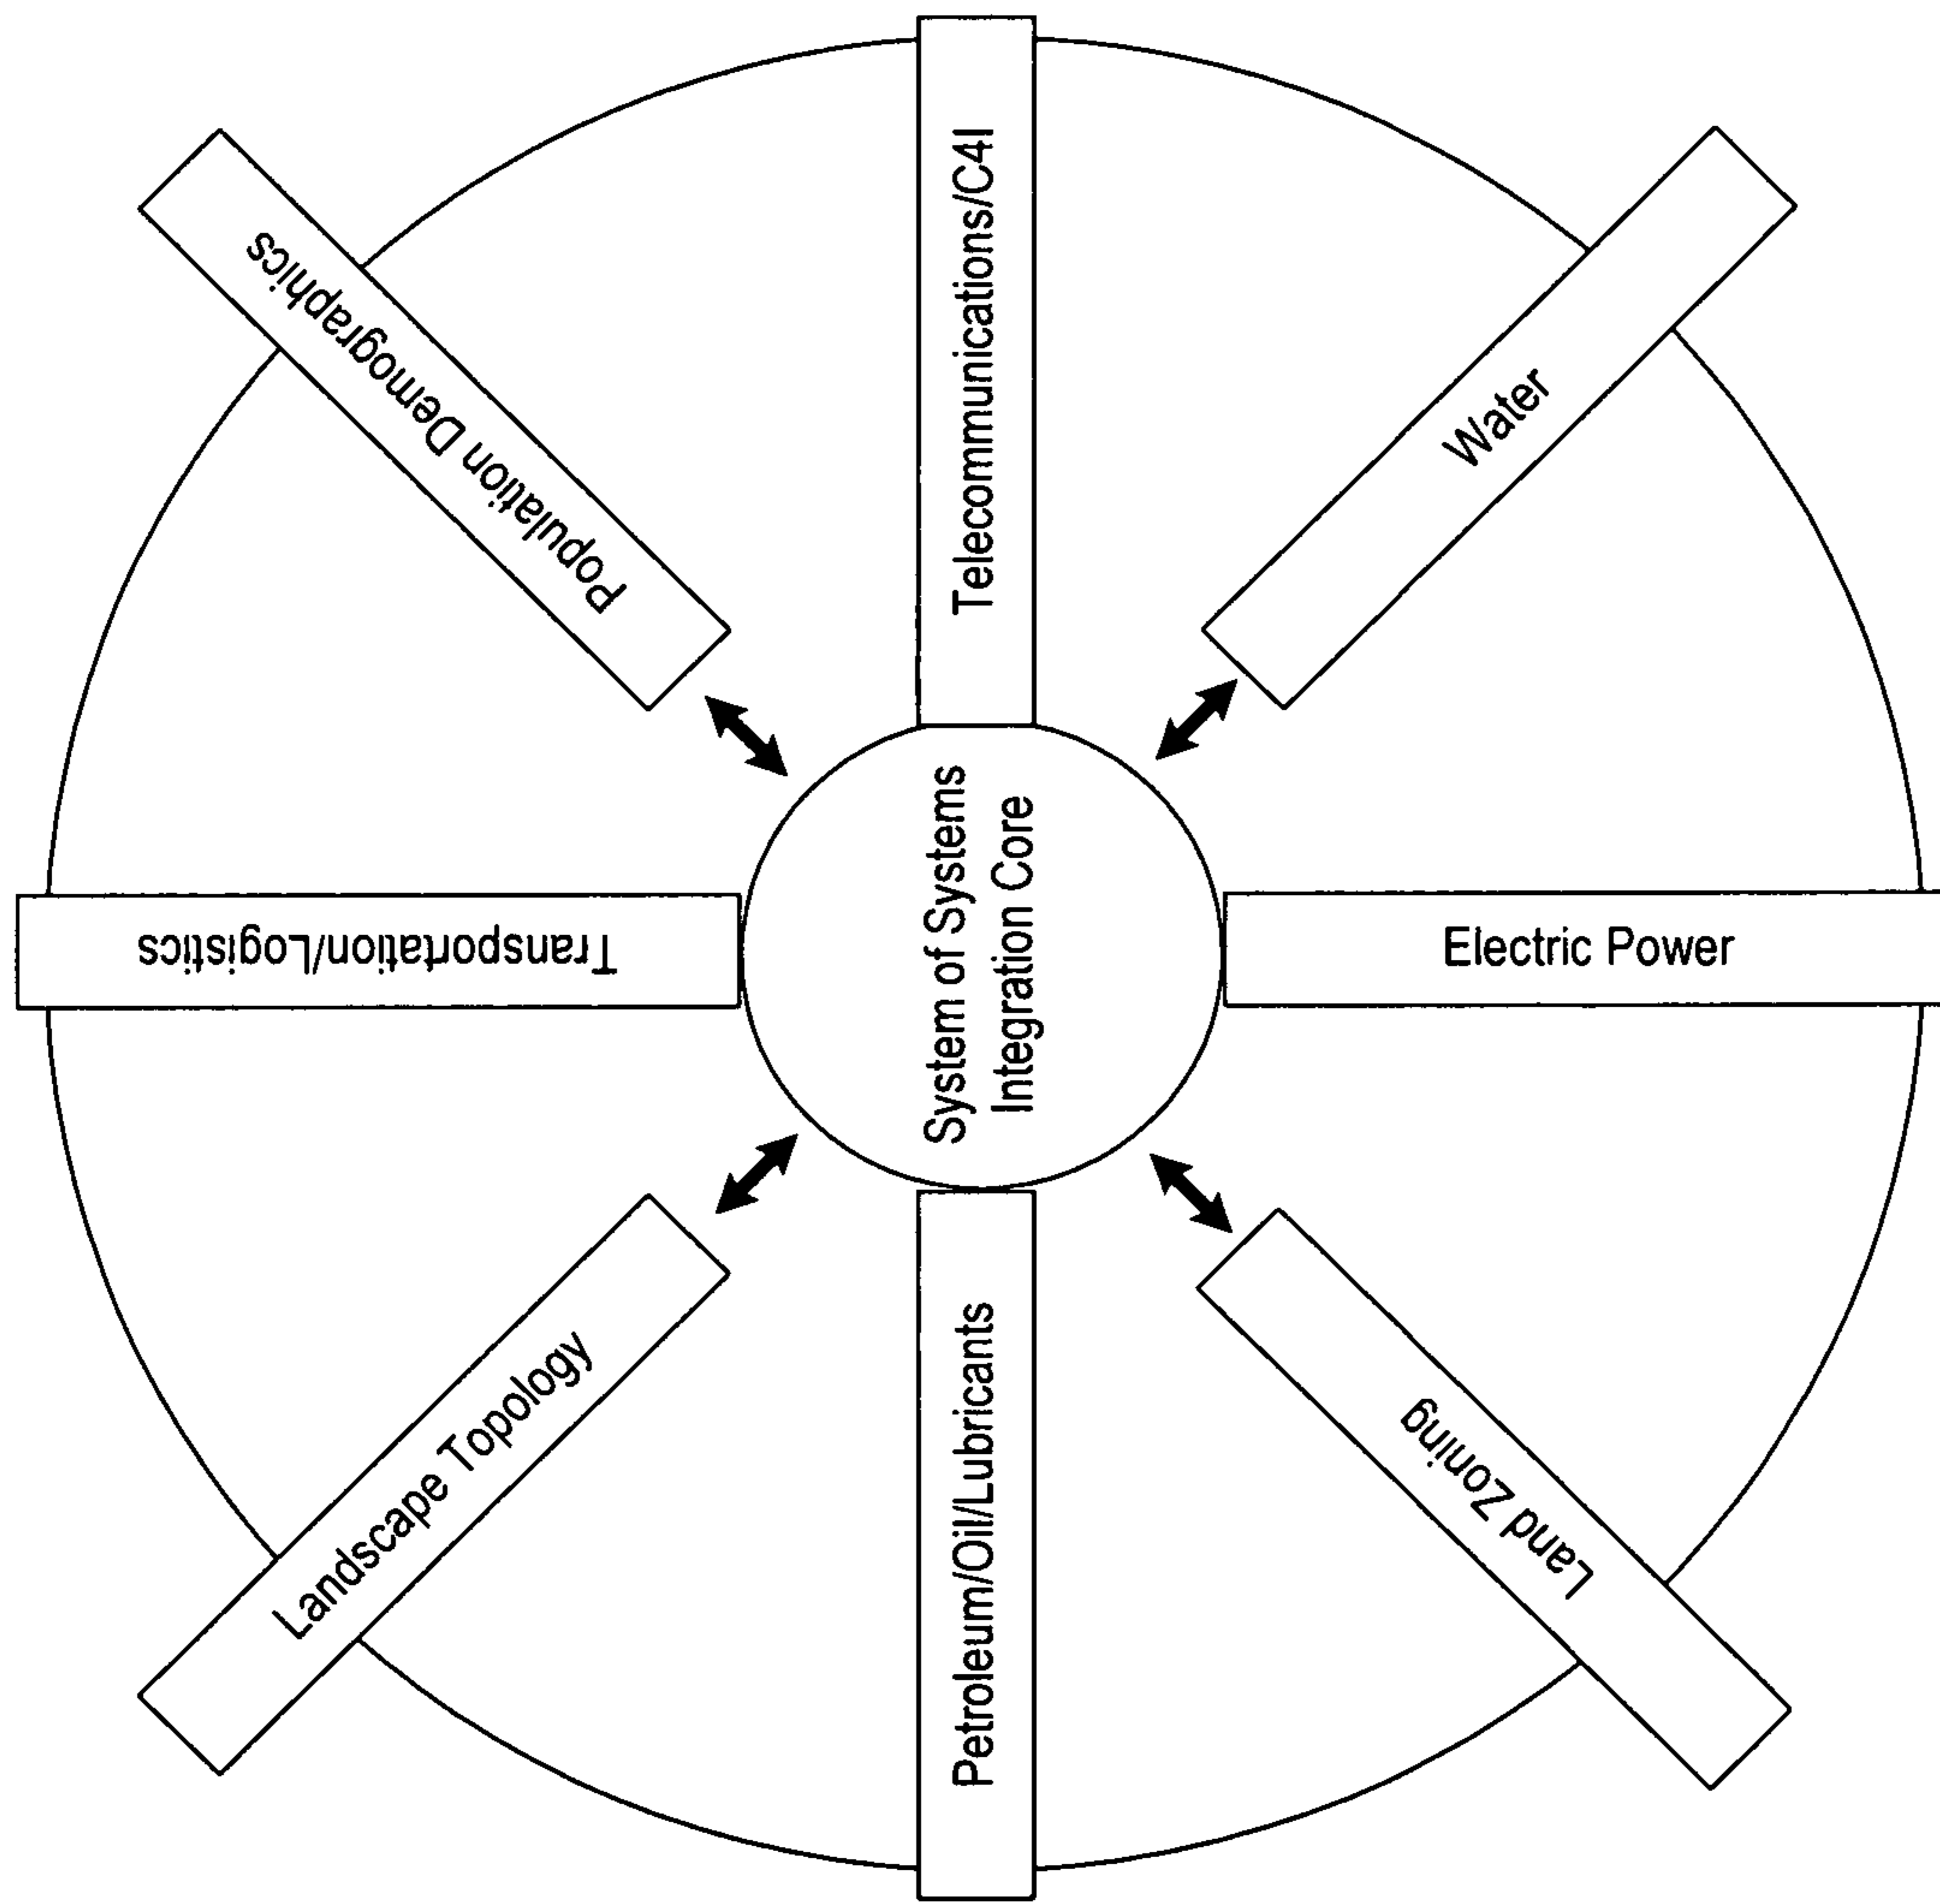 Telecommunications/C4I
Water
Electric Power
Land Zoning
Petroleum/Oil/Lubricants
Landscape Topology
Transportation/Logistics
Population Demographics
System of Systems
Integration Core